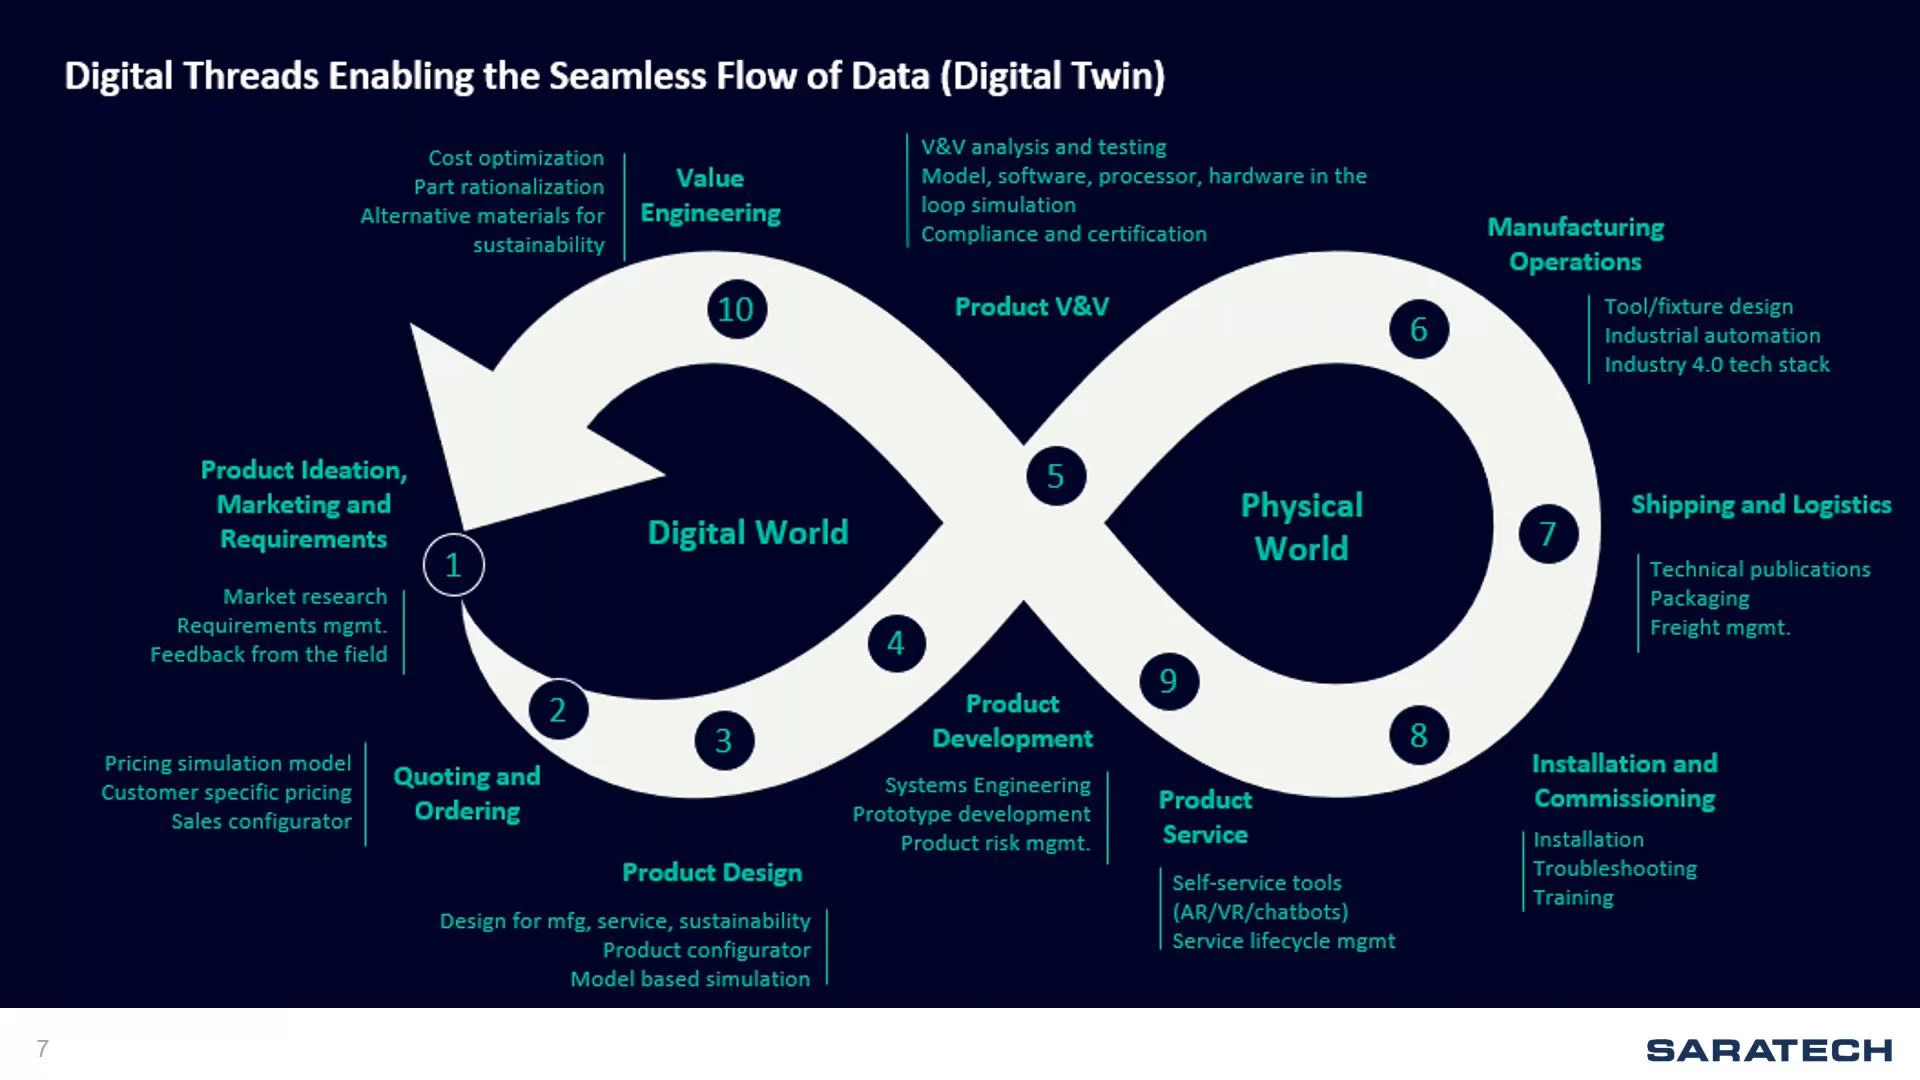 Digital Threads Enabling the Seamless Flow of Data (Digital Twin)
Cost optimization
Part rationalization
Alternative materials for
sustainability
Value
Engineering
V&V analysis and testing
Model, software, processor, hardware in the
loop simulation
Compliance and certification
Product V&V
Manufacturing
Operations
Tool/fixture design
Industrial automation
Industry 4.0 tech stack
10
6
5
Product Ideation,
Marketing and
Requirements
1
Market research
Requirements mgmt.
Feedback from the field
Digital World
Physical
World
7
Shipping and Logistics
Technical publications
Packaging
Freight mgmt.
4
9
2
3
8
Pricing simulation model
Customer specific pricing
Sales configurator
Quoting and
Ordering
Product Design
Design for mfg, service, sustainability
Product configurator
Model based simulation
Product
Development
Systems Engineering
Prototype development
Product risk mgmt.
Product
Service
Self-service tools
(AR/VR/chatbots)
Service lifecycle mgmt
Installation and
Commissioning
Installation
Troubleshooting
Training
7
SARATECH